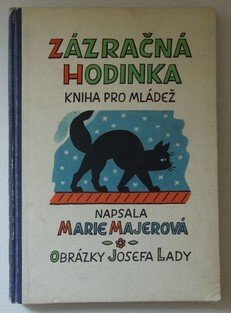 ZÁZRAČNÁ
HODINKA
KNIHA PRO MLÁDEŽ
NAPSALA
MARIE MAJEROVÁ
OBRÁZKY JOSEFA LADY